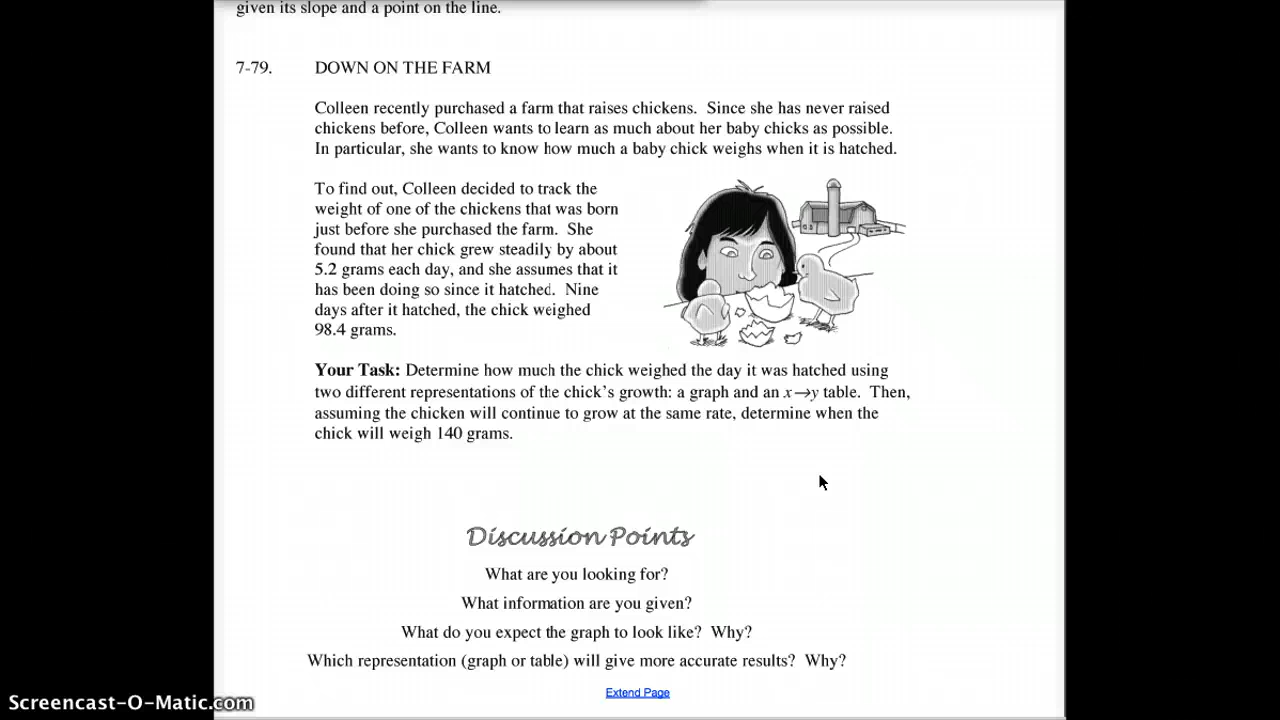 given its slope and a point on the line.
7-79. DOWN ON THE FARM
Colleen recently purchased a farm that raises chickens. Since she has never raised
chickens before, Colleen wants to learn as much about her baby chicks as possible.
In particular, she wants to know how much a baby chick weighs when it is hatched.
To find out, Colleen decided to track the
weight of one of the chickens that was born
just before she purchased the farm. She
found that her chick grew steadily by about
5.2 grams each day, and she assumes that it
has been doing so since it hatched. Nine
days after it hatched, the chick weighed
98.4 grams.
Your Task: Determine how much the chick weighed the day it was hatched using
two different representations of the chick's growth: a graph and an x→y table. Then,
assuming the chicken will continue to grow at the same rate, determine when the
chick will weigh 140 grams.
Discussion Points
What are you looking for?
What information are you given?
What do you expect the graph to look like? Why?
Which representation (graph or table) will give more accurate results? Why?
Extend Page
Screencast-O-Matic.com